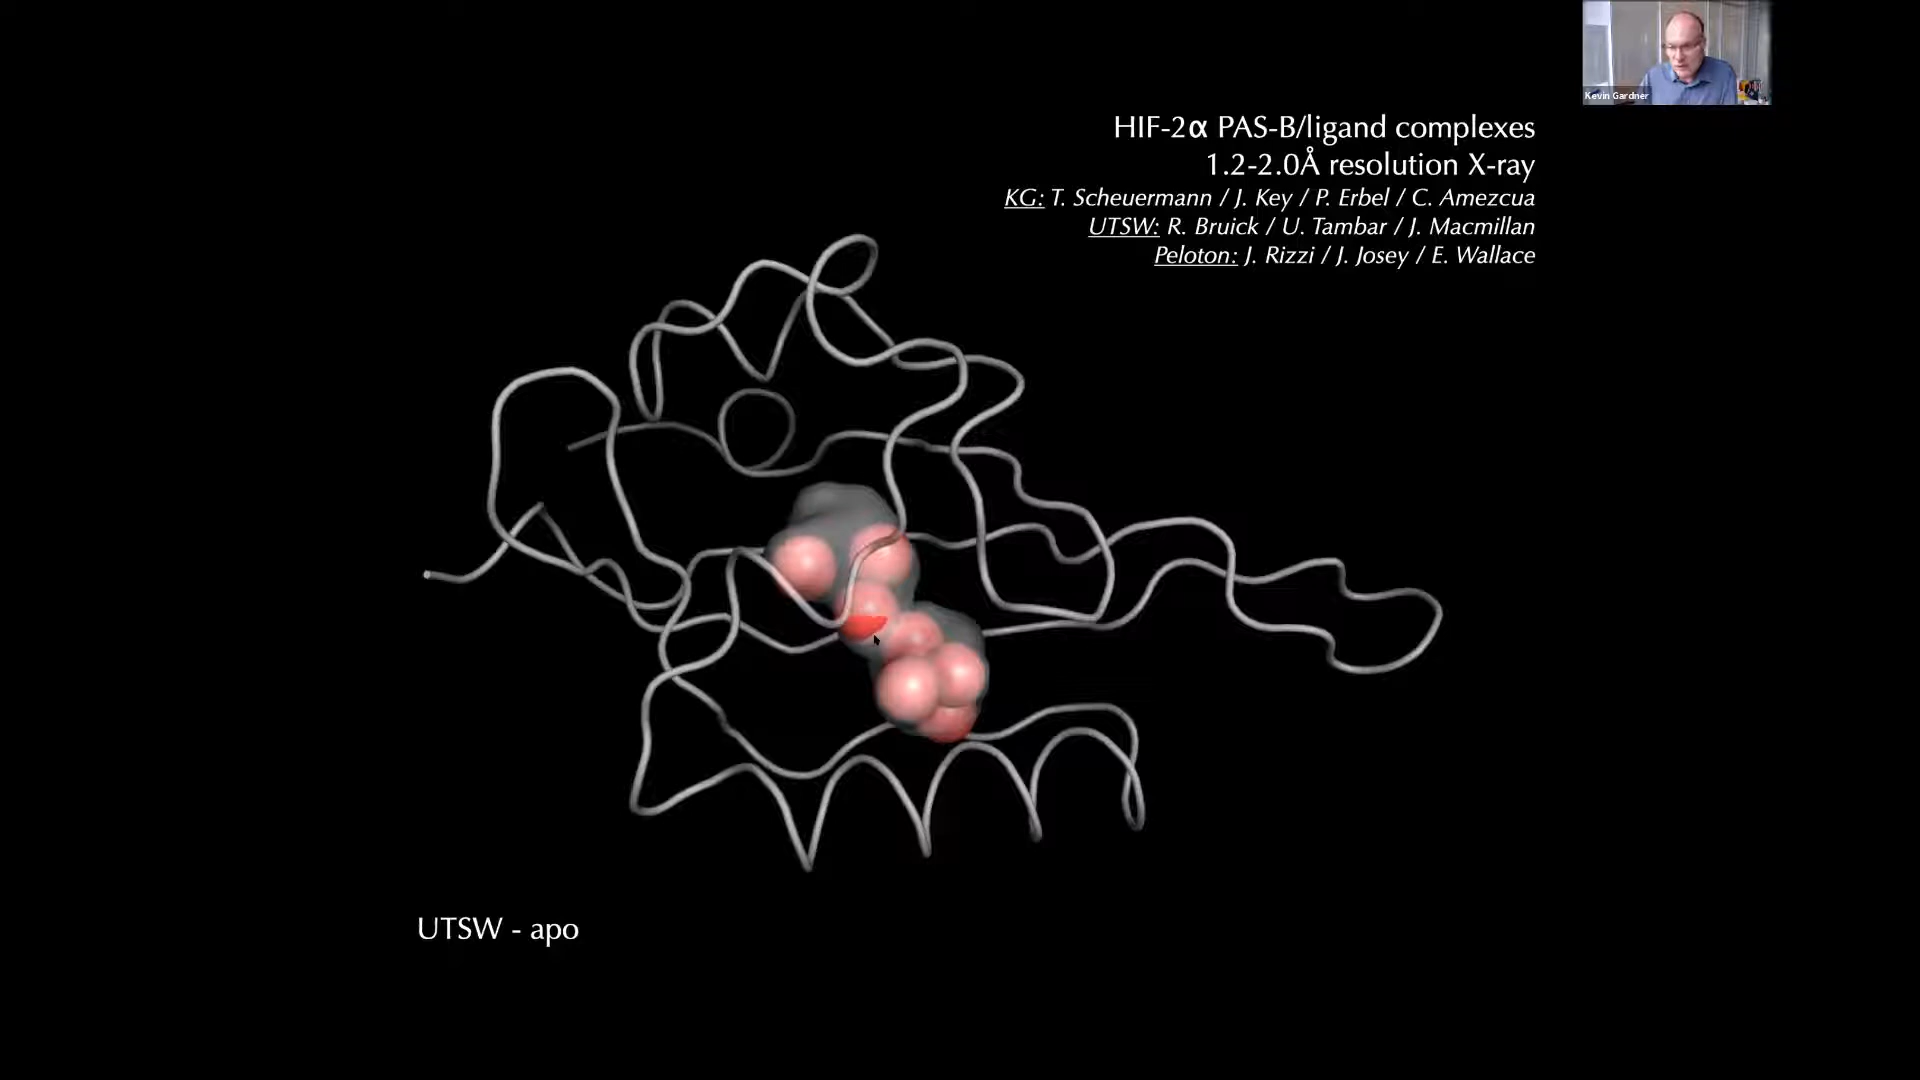 Kevin Gardner
HIF-2α PAS-B/ligand complexes
1.2-2.0Å resolution X-ray
KG: T. Scheuermann / J. Key / P. Erbel / C. Amezcua
UTSW: R. Bruick / U. Tambar / J. Macmillan
Peloton: J. Rizzi / J. Josey / E. Wallace
UTSW - apo